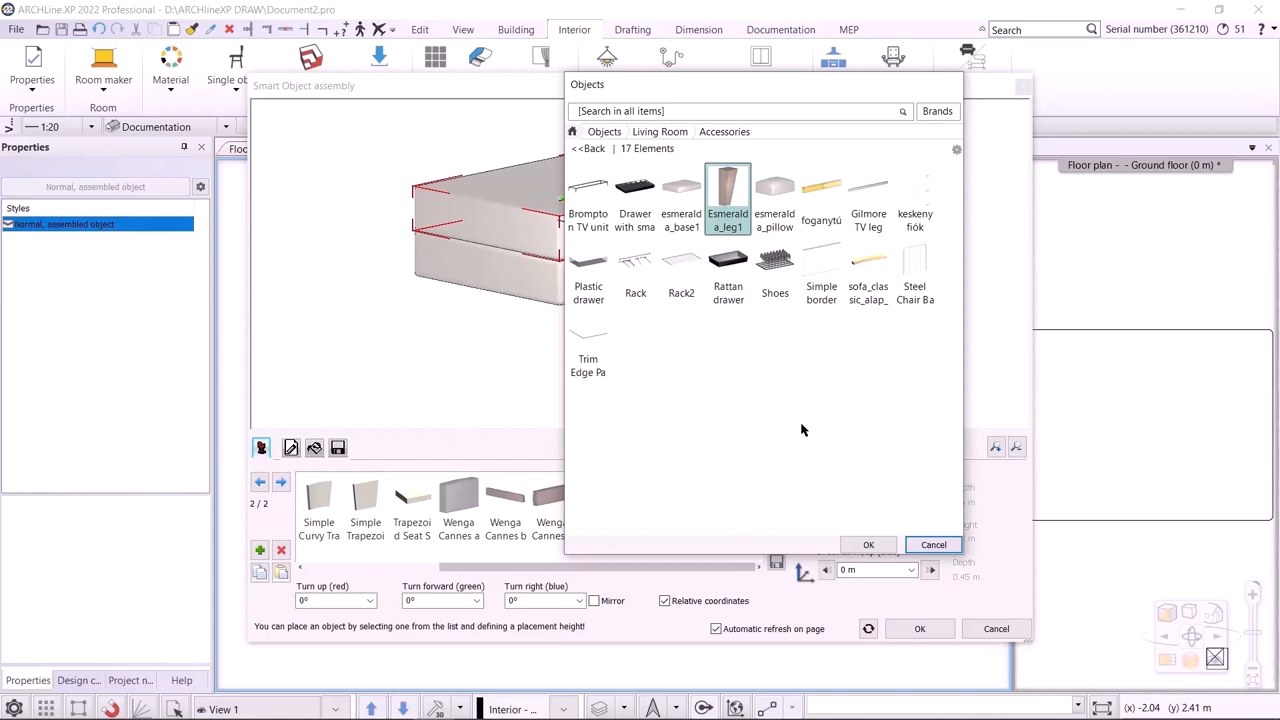 ARCHLine.XP 2022 Professional - D:\ARCHlineXP DRAW\Document2.pro
File
Edit View Building Interior Drafting Dimension Documentation MEP
Search
Serial number (361210) 51 ?
Properties Room maker Material Single ob
Properties Room
1:20 Documentation
Properties
Normal, assembled object
Styles
Normal, assembled object
Floor
Floor plan - - Ground floor (0 m) *
Smart Object assembly
Objects
[Search in all items] Brands
Objects Living Room Accessories
<<Back | 17 Elements
Brompto
n TV unit
Drawer
with sma
esmerald
a_base1
Esmerald
a_leg1
esmerald
a_pillow
foganytú
Gilmore
TV leg
keskeny
fiók
Plastic
drawer
Rack
Rack2
Rattan
drawer
Shoes
Simple
border
sofa_clas
sic_alap_
Steel
Chair Ba
Trim
Edge Pa
OK Cancel
2 / 2
Simple
Curvy Tra
Simple
Trapezoi
Trapezoi
d Seat S
Wenga
Cannes a
Wenga
Cannes b
Wenga
Canne
0 m
Depth
0.45 m
Turn up (red) Turn forward (green) Turn right (blue)
0° 0° 0° Mirror Relative coordinates
You can place an object by selecting one from the list and defining a placement height!
Automatic refresh on page OK Cancel
Properties Design c... Project n... Help
View 1 Interior - ... (x) -2.04 (y) 2.41 m